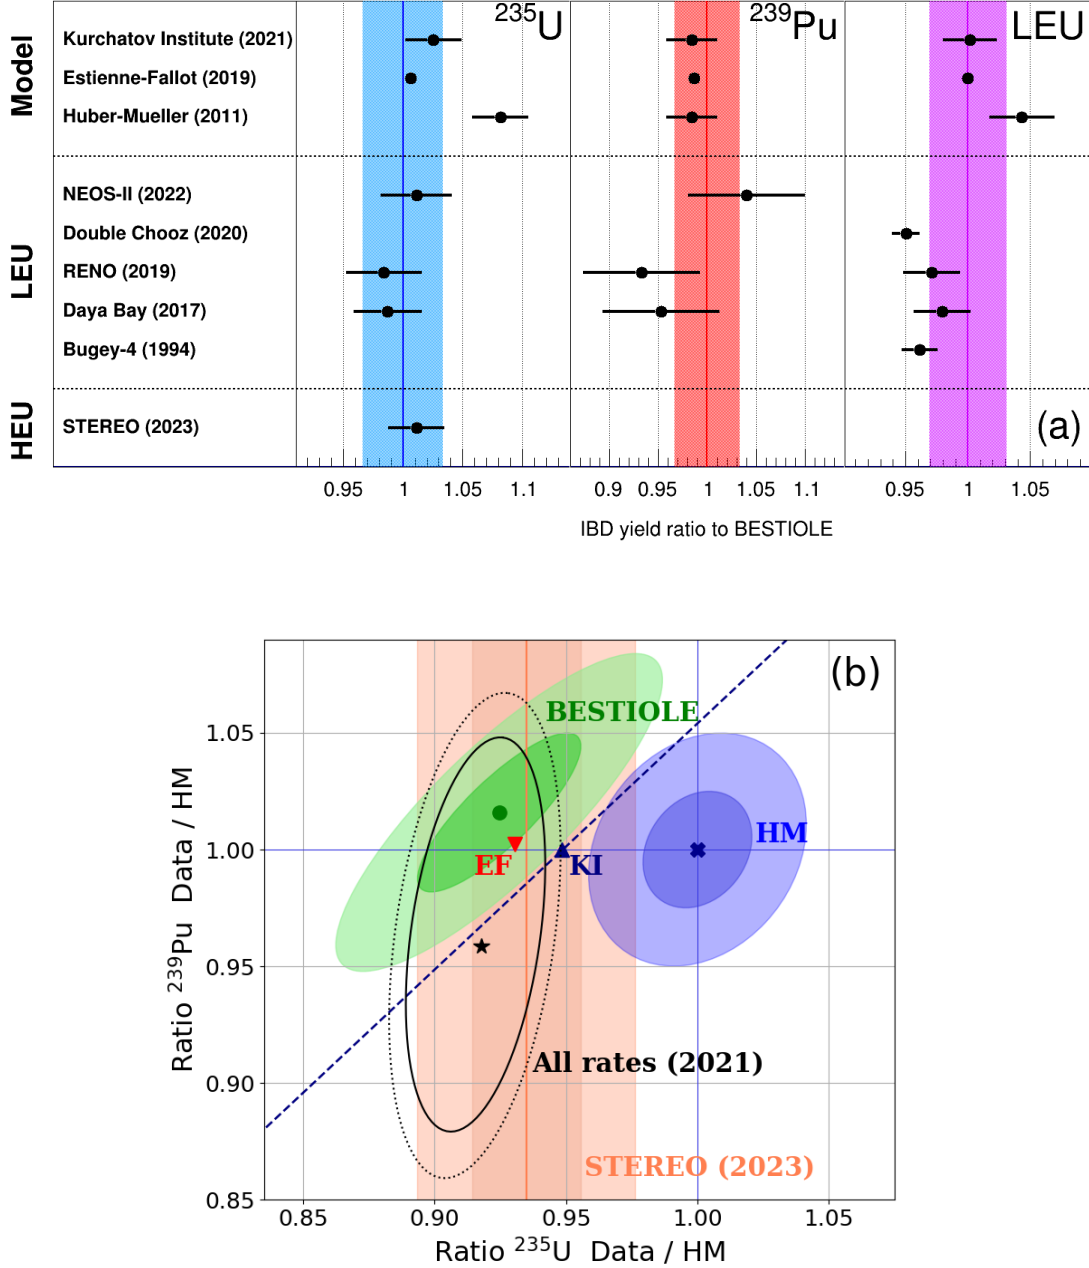 Model
LEU
HEU
²³⁵U
²³⁹Pu
LEU
Kurchatov Institute (2021)
Estienne-Fallot (2019)
Huber-Mueller (2011)
NEOS-II (2022)
Double Chooz (2020)
RENO (2019)
Daya Bay (2017)
Bugey-4 (1994)
STEREO (2023)
(a)
0.95 1 1.05 1.1
0.9 0.95 1 1.05 1.1
0.95 1 1.05
IBD yield ratio to BESTIOLE
(b)
BESTIOLE
HM
EF
KI
All rates (2021)
STEREO (2023)
1.05
1.00
0.95
0.90
0.85
0.85 0.90 0.95 1.00 1.05
Ratio ²³⁹Pu Data / HM
Ratio ²³⁵U Data / HM